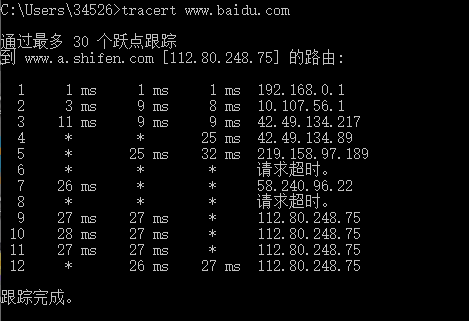 C:\Users\34526>tracert www.baidu.com
通过最多 30 个跃点跟踪
到 www.a.shifen.com [112.80.248.75] 的路由:
1 1 ms 1 ms 1 ms 192.168.0.1
2 3 ms 9 ms 8 ms 10.107.56.1
3 11 ms 9 ms 9 ms 42.49.134.217
4 * * 25 ms 42.49.134.89
5 * 25 ms 32 ms 219.158.97.189
6 * * * 请求超时。
7 26 ms * * 58.240.96.22
8 * * * 请求超时。
9 27 ms 27 ms * 112.80.248.75
10 28 ms 27 ms * 112.80.248.75
11 27 ms 27 ms * 112.80.248.75
12 * 26 ms 27 ms 112.80.248.75
跟踪完成。